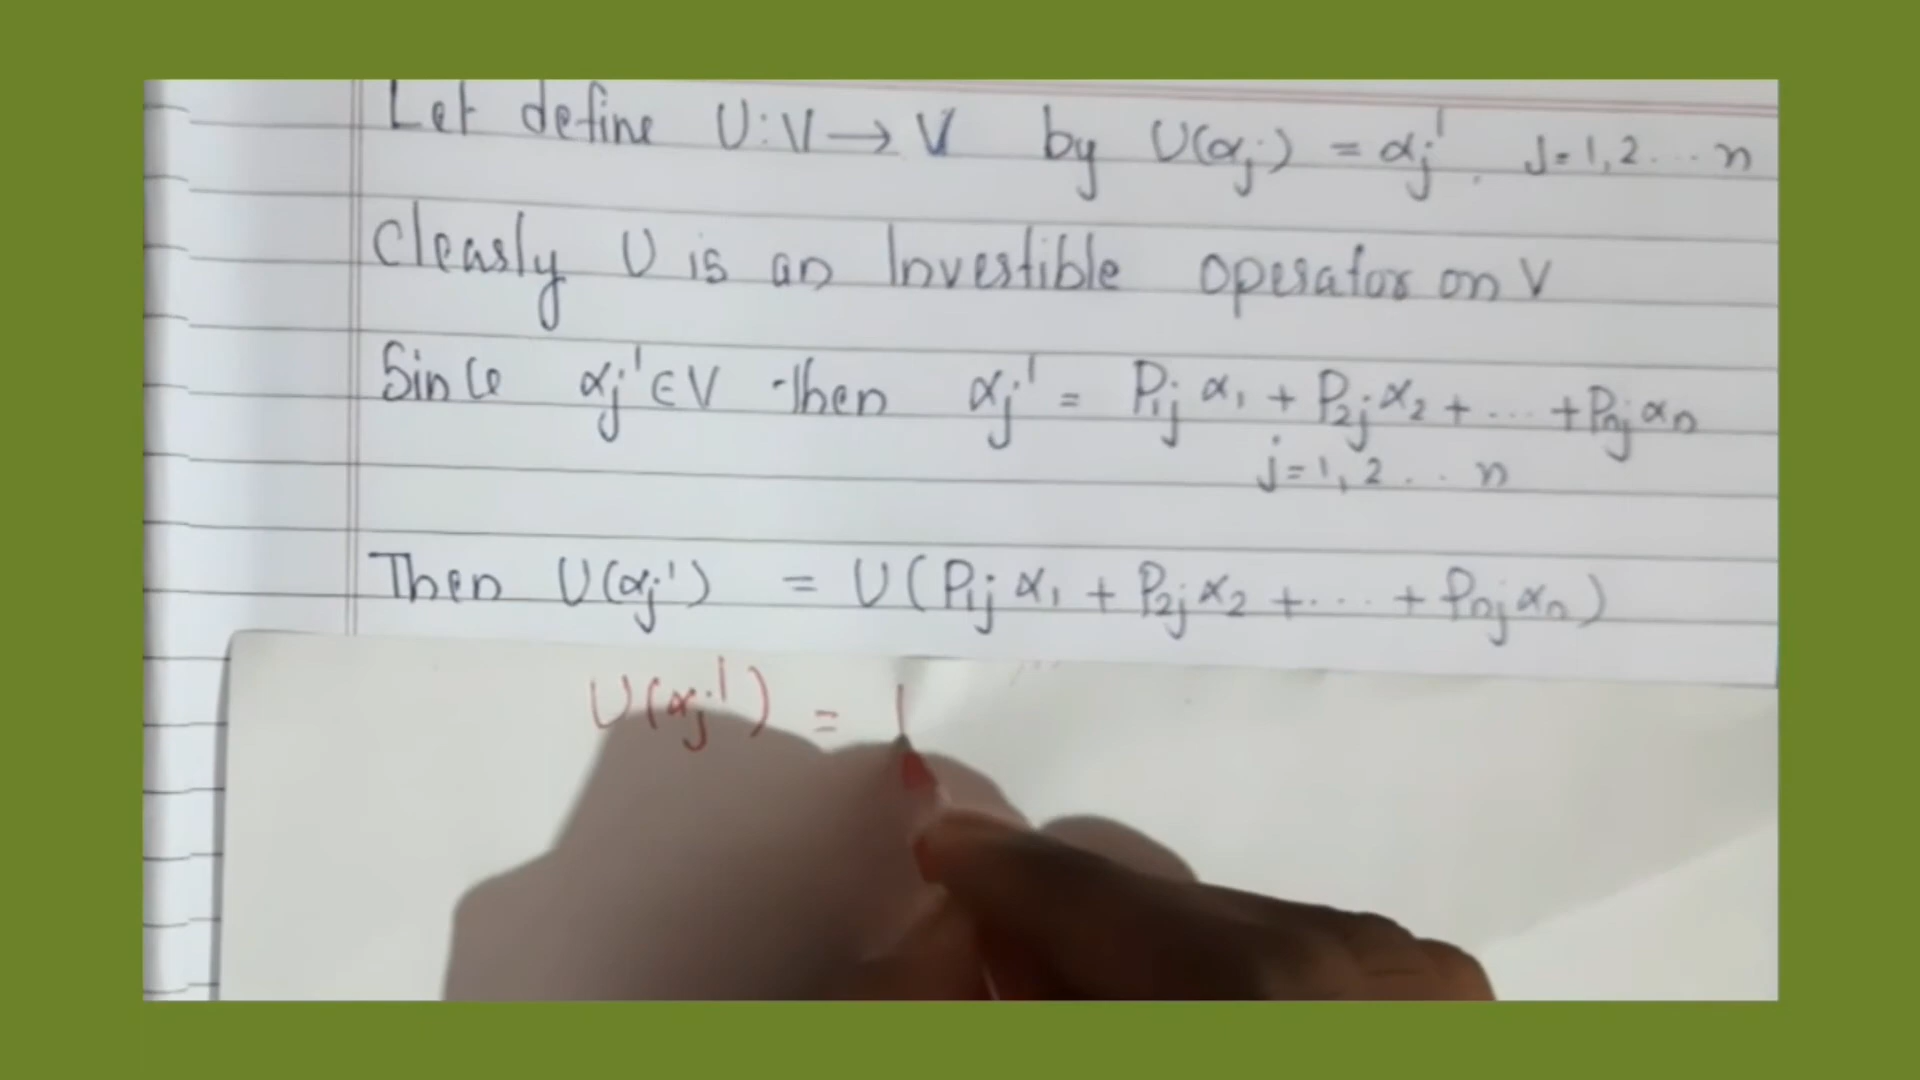 Let define U:V→V by U(αj) = αj'. J=1,2...n
Clearly U is an Invertible operator on V
Since αj'∈V Then αj' = P1j α1 + P2j α2 + ... + Pnj αn
j=1,2...n
Then U(αj') = U(P1j α1 + P2j α2 + ... + Pnj αn)
U(αj') =